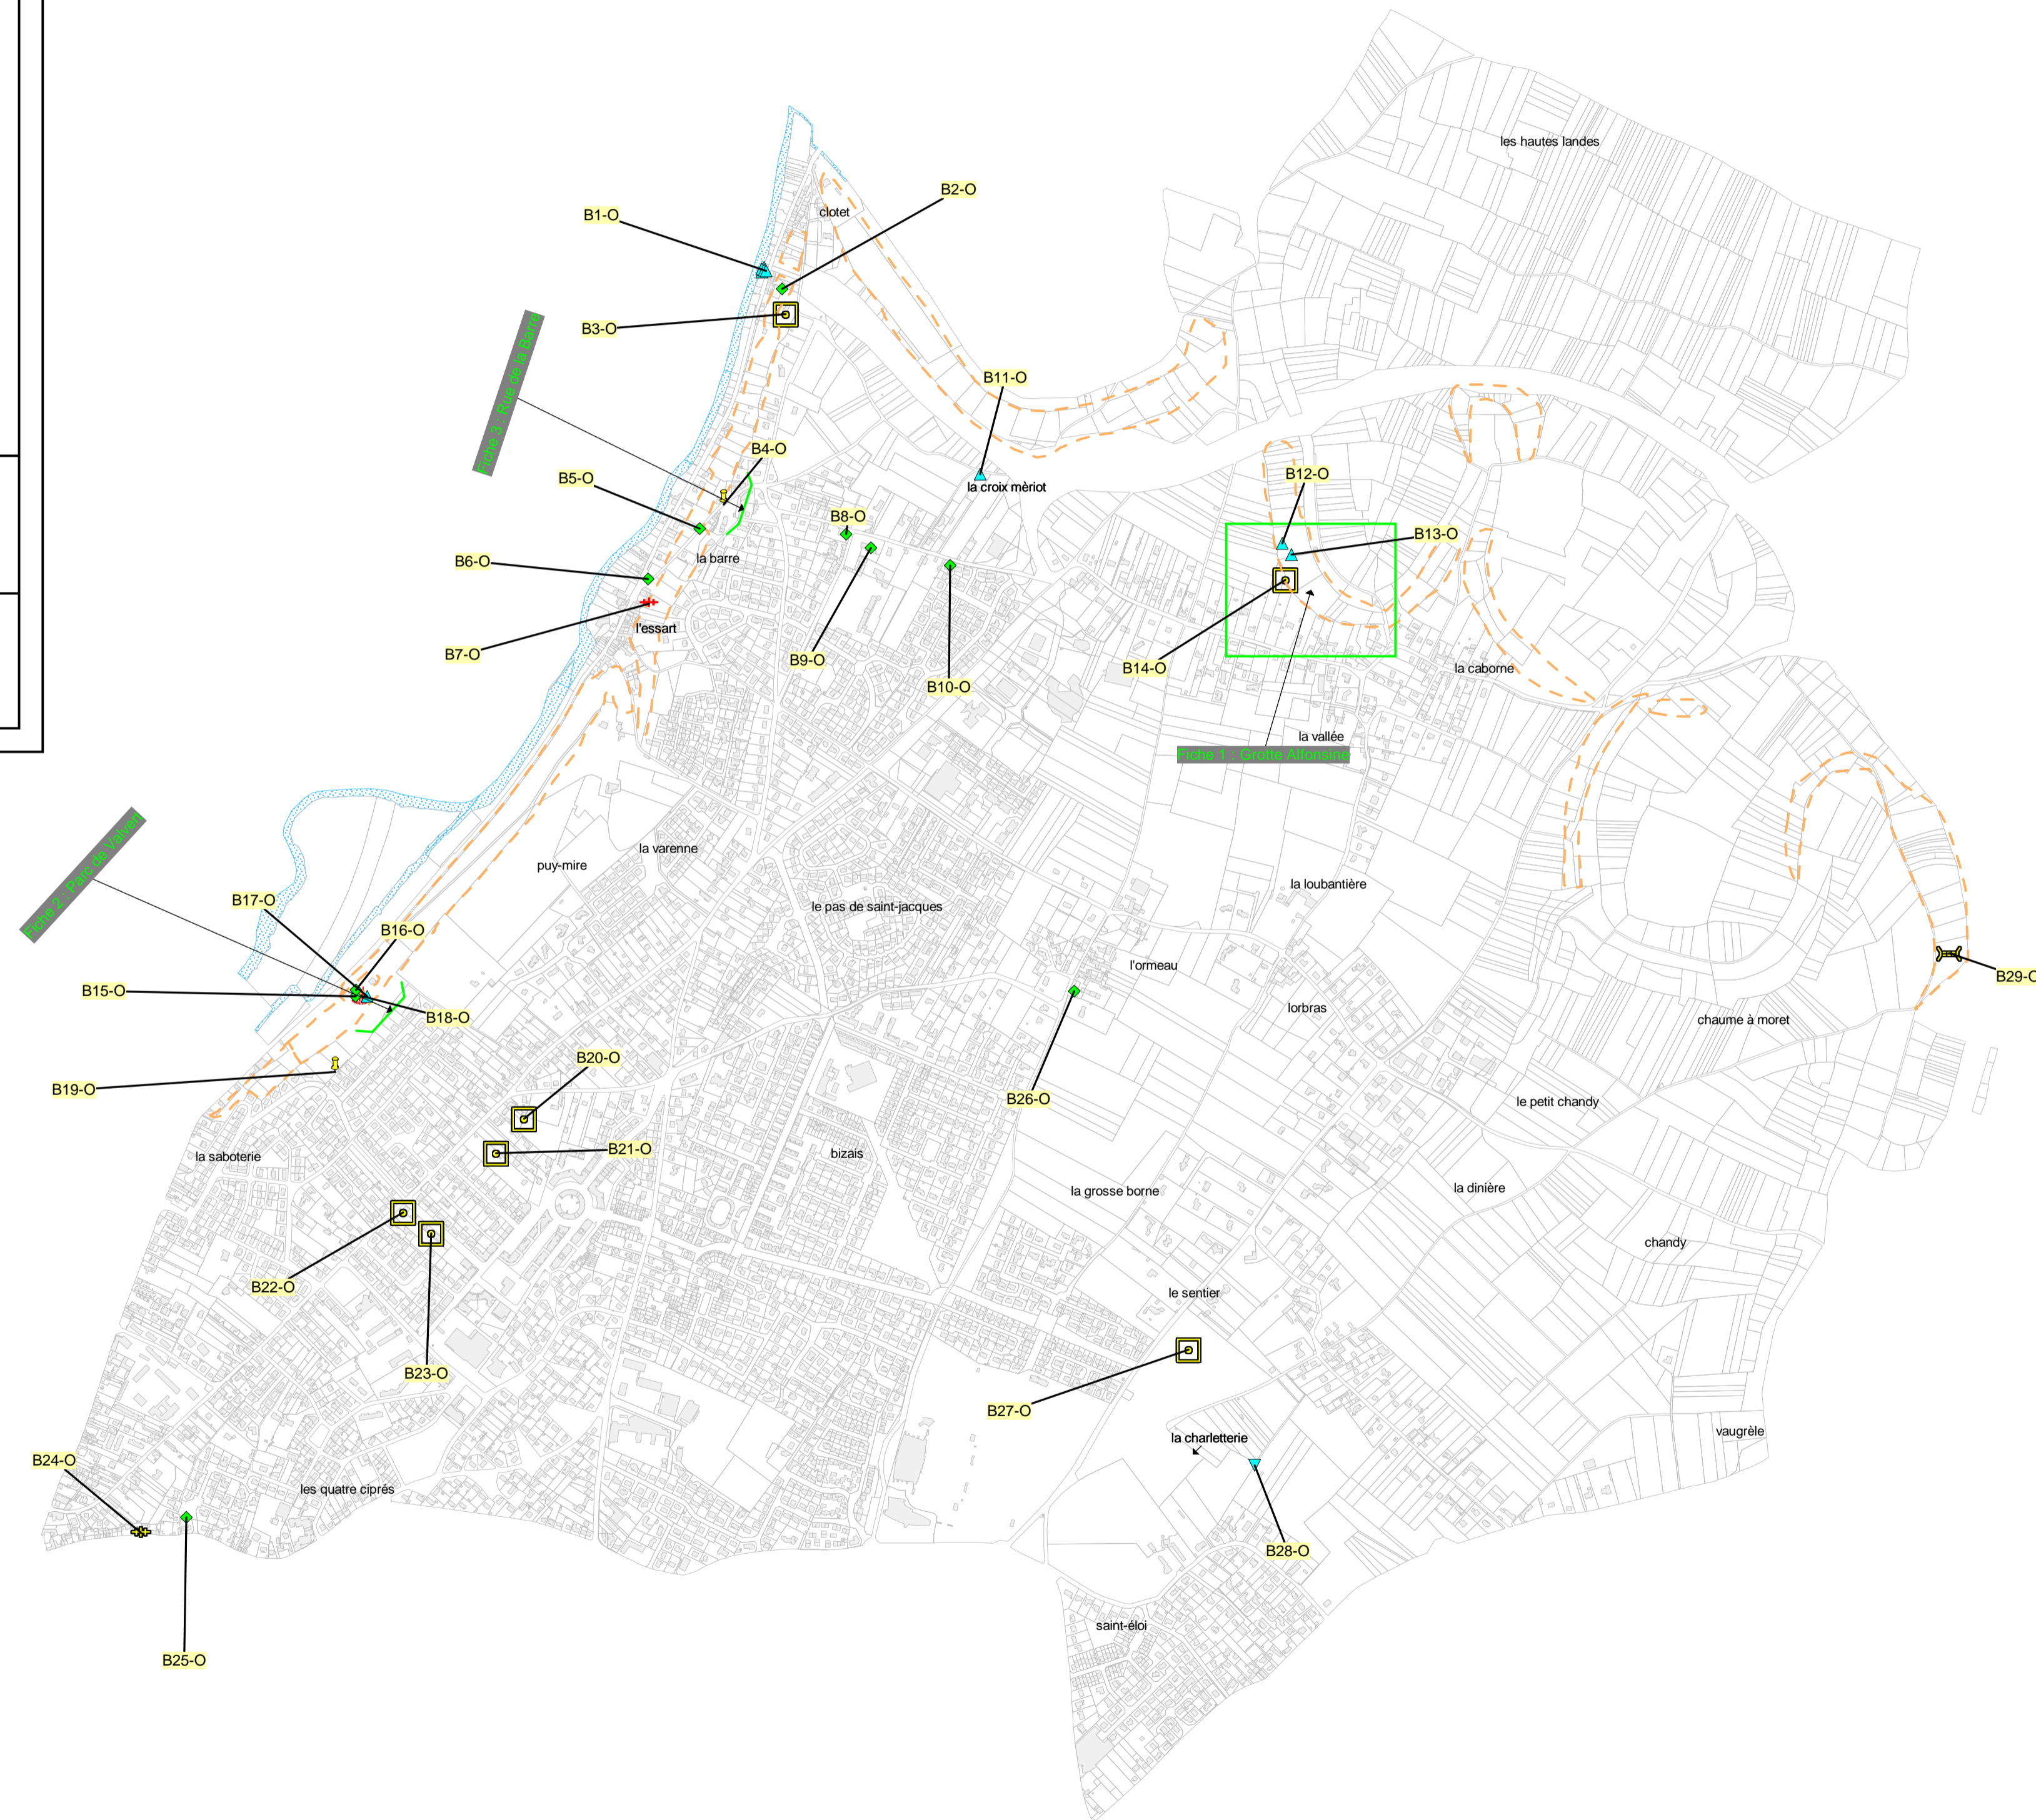 les hautes landes
B2-O
clotet
B1-O
B3-O
Fiche 3 : Rue de la Barre
B11-O
B4-O
B5-O
B12-O
la croix mèriot
B8-O
B13-O
B6-O
la barre
l'essart
B7-O
B9-O
B14-O
la caborne
B10-O
la vallée
Fiche 1 : Grotte Alfonsine
Fiche 2 : Parc de Valvert
la varenne
puy-mire
la loubantière
B17-O
le pas de saint-jacques
B16-O
l'ormeau
B29-O
B15-O
lorbras
B18-O
chaume à moret
B20-O
B19-O
B26-O
le petit chandy
B21-O
bizais
la saboterie
la dinière
la grosse borne
chandy
B22-O
le sentier
B23-O
B27-O
vaugrèle
la charletterie
B24-O
les quatre ciprés
B28-O
saint-éloi
B25-O